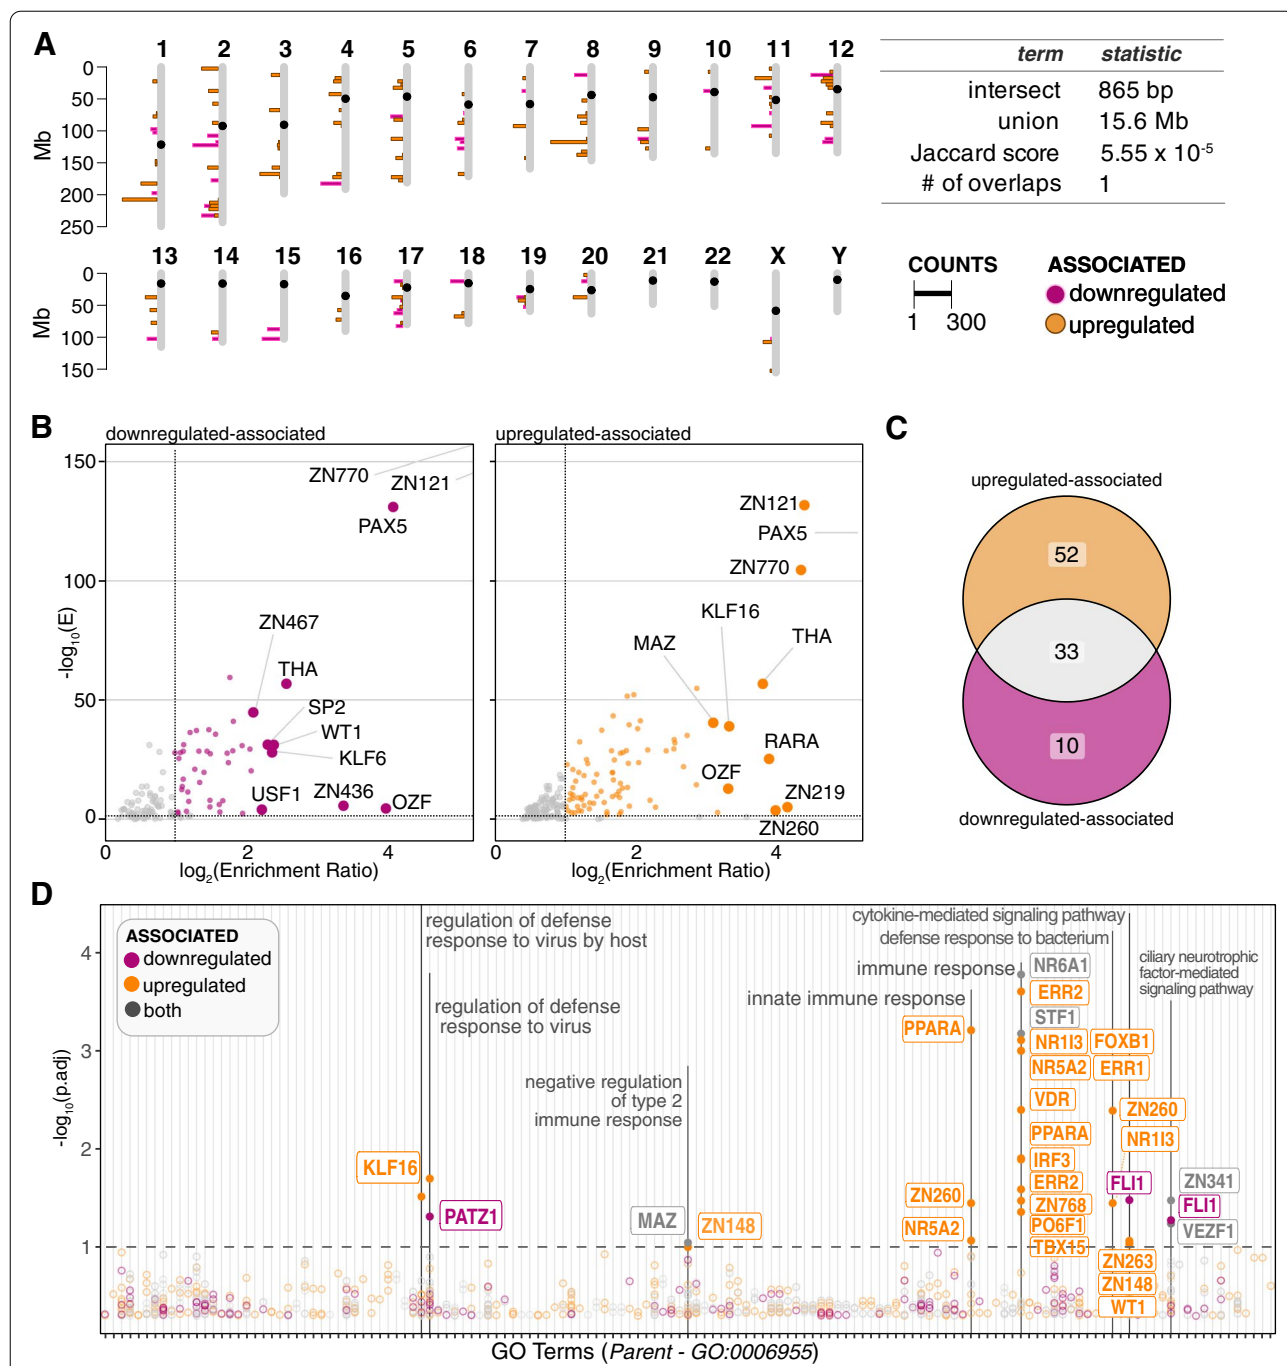 A
1 2 3 4 5 6 7 8 9 10 11 12
0
50
100
150
200
250
Mb
term statistic
intersect 865 bp
union 15.6 Mb
Jaccard score 5.55 x 10⁻⁵
# of overlaps 1
13 14 15 16 17 18 19 20 21 22 X Y
0
50
100
150
Mb
COUNTS
1 300
ASSOCIATED
downregulated
upregulated
B
downregulated-associated
150
100
50
0
-log₁₀(E)
ZN770
ZN121
PAX5
ZN467
THA
SP2
WT1
KLF6
USF1
ZN436
OZF
0 2 4
log₂(Enrichment Ratio)
upregulated-associated
ZN121
PAX5
ZN770
KLF16
MAZ
THA
RARA
OZF
ZN219
ZN260
0 2 4
log₂(Enrichment Ratio)
C
upregulated-associated
52
33
10
downregulated-associated
D
ASSOCIATED
downregulated
upregulated
both
4
3
2
1
-log₁₀(p.adj)
regulation of defense
response to virus by host
regulation of defense
response to virus
KLF16
PATZ1
negative regulation
of type 2
immune response
MAZ
ZN148
innate immune response
PPARA
ZN260
NR5A2
immune response
NR6A1
ERR2
STF1
NR1I3
NR5A2
VDR
PPARA
IRF3
ERR2
ZN768
PO6F1
TBX15
defense response to bacterium
cytokine-mediated signaling pathway
FOXB1
ERR1
ZN260
NR1I3
FLI1
ZN263
ZN148
WT1
ciliary neurotrophic
factor-mediated
signaling pathway
ZN341
FLI1
VEZF1
GO Terms (Parent - GO:0006955)